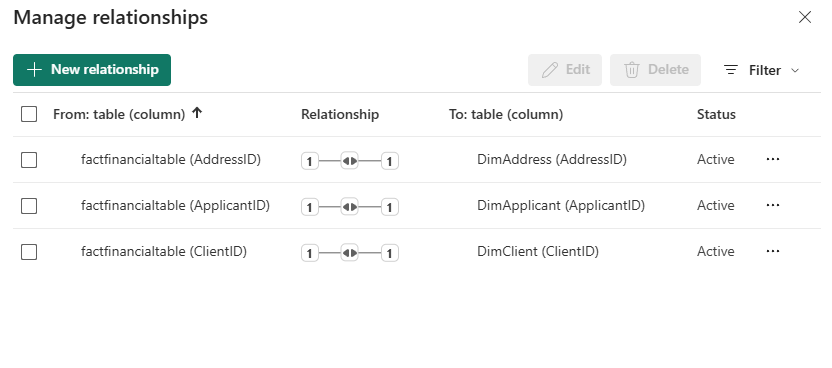 Manage relationships
New relationship Edit Delete Filter
From: table (column) Relationship To: table (column) Status
factfinancialtable (AddressID) 1 1 DimAddress (AddressID) Active
factfinancialtable (ApplicantID) 1 1 DimApplicant (ApplicantID) Active
factfinancialtable (ClientID) 1 1 DimClient (ClientID) Active